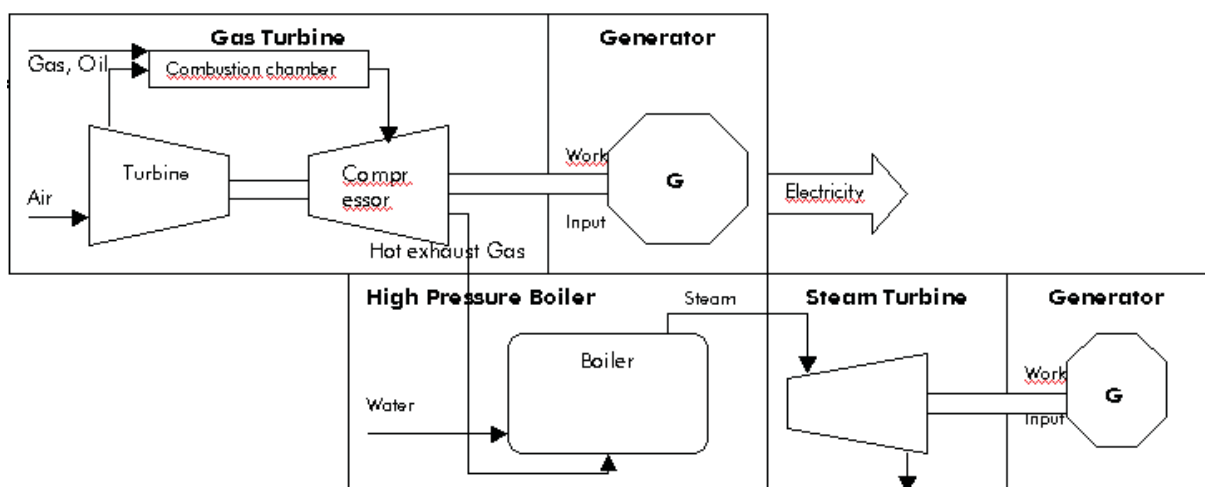 Gas Turbine
Generator
Gas, Oil
Combustion chamber
Turbine
Compr
essor
Work
G
Electricity
Air
Input
Hot exhaust Gas
High Pressure Boiler
Steam
Steam Turbine
Generator
Boiler
Work
G
Water
Input